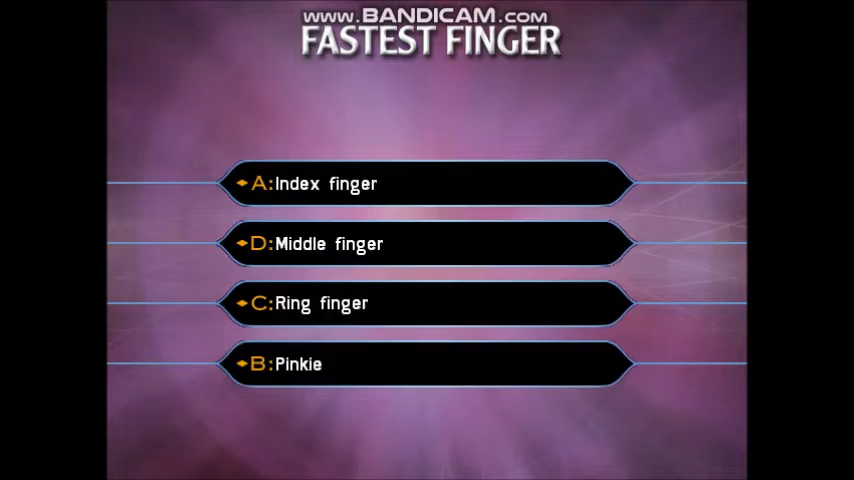 WWW.BANDICAM.COM
FASTEST FINGER
A:Index finger
D:Middle finger
C:Ring finger
B:Pinkie